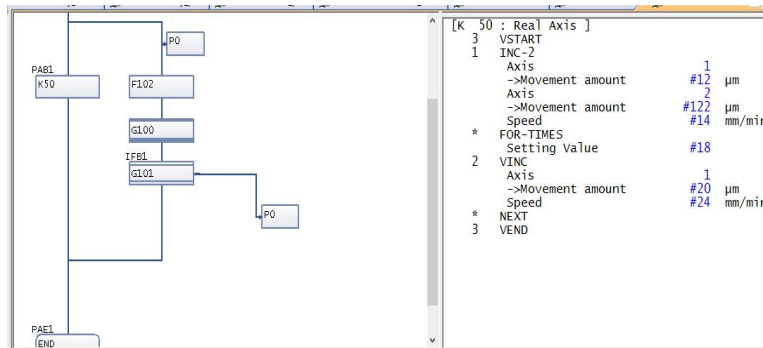 P0
PAB1
K50
F102
G100
IFB1
G101
P0
PAE1
END
[K 50 : Real Axis ]
3 VSTART
1 INC-2
Axis 1
->Movement amount #12 μm
Axis 2
->Movement amount #122 μm
Speed #14 mm/min
* FOR-TIMES
Setting Value #18
2 VINC
Axis 1
->Movement amount #20 μm
Speed #24 mm/min
* NEXT
3 VEND